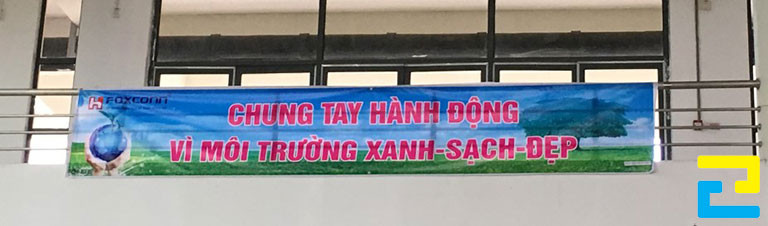 FOXCONN
CHUNG TAY HÀNH ĐỘNG
VÌ MÔI TRƯỜNG XANH-SẠCH-ĐẸP